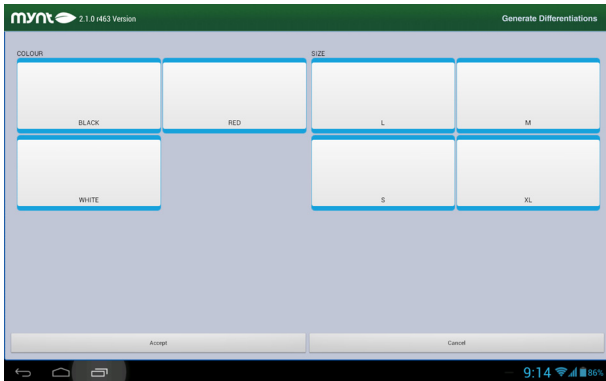 mynt 2.1.0 r463 Version
Generate Differentiations
COLOUR
SIZE
BLACK
RED
L
M
WHITE
S
XL
Accept
Cancel
9:14
86%